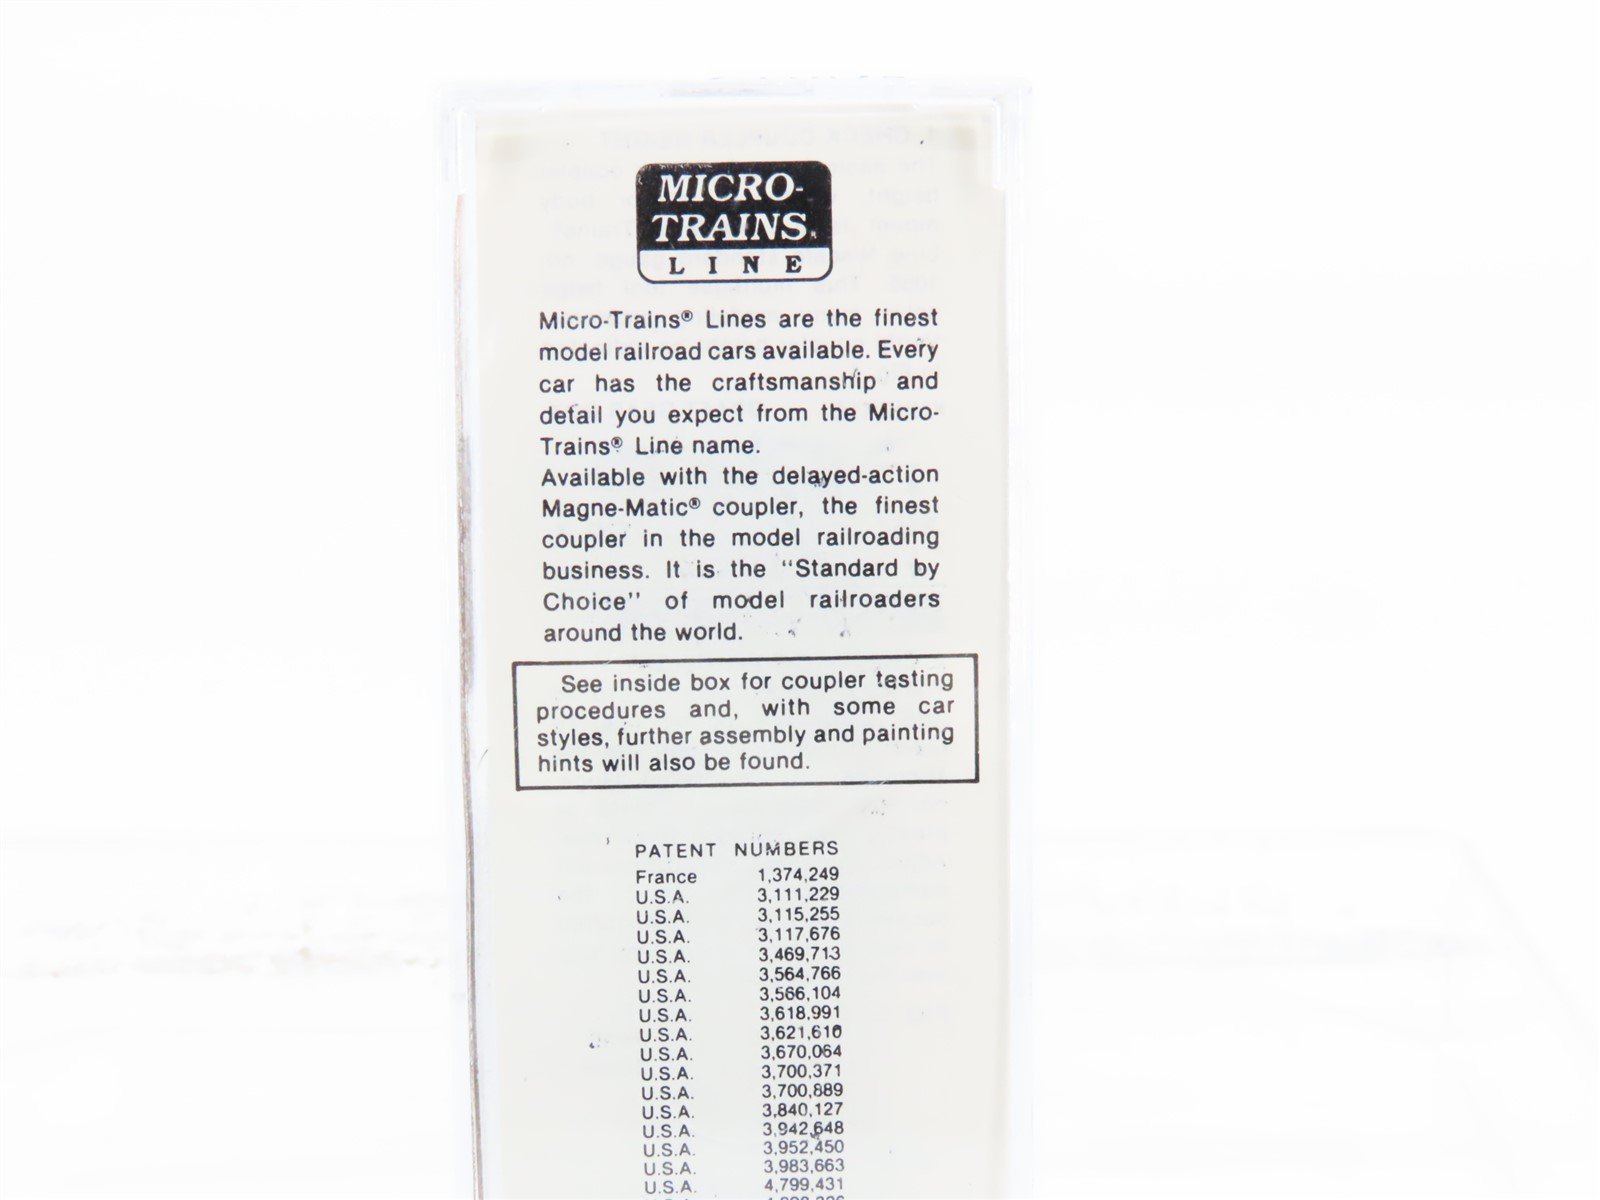 MICRO-
TRAINS
LINE
Micro-Trains® Lines are the finest
model railroad cars available. Every
car has the craftsmanship and
detail you expect from the Micro-
Trains® Line name.
Available with the delayed-action
Magne-Matic® coupler, the finest
coupler in the model railroading
business. It is the "Standard by
Choice" of model railroaders
around the world.
See inside box for coupler testing
procedures and, with some car
styles, further assembly and painting
hints will also be found.
PATENT NUMBERS
France 1,374,249
U.S.A. 3,111,229
U.S.A. 3,115,255
U.S.A. 3,117,676
U.S.A. 3,469,713
U.S.A. 3,564,766
U.S.A. 3,566,104
U.S.A. 3,618,991
U.S.A. 3,621,610
U.S.A. 3,670,064
U.S.A. 3,700,371
U.S.A. 3,700,889
U.S.A. 3,840,127
U.S.A. 3,942,648
U.S.A. 3,952,450
U.S.A. 3,983,663
U.S.A. 4,799,431